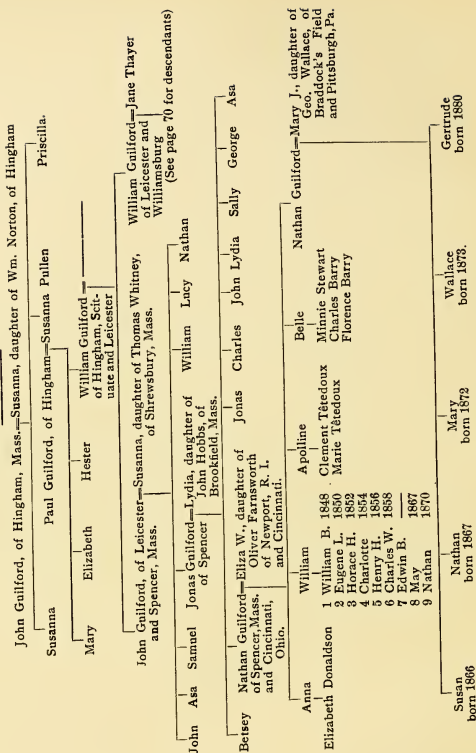 John Guilford, of Hingham, Mass.=Susanna, daughter of Wm. Norton, of Hingham
Susanna Paul Guilford, of Hingham=Susanna Pullen Priscilla.
Mary Elizabeth Hester William Guilford =
of Hingham, Scit-
uate and Leicester
John Guilford, of Leicester=Susanna, daughter of Thomas Whitney,
and Spencer, Mass. of Shrewsbury, Mass.
William Guilford=Jane Thayer
of Leicester and
Williamsburg
(See page 70 for descendants)
John Asa Samuel Jonas Guilford=Lydia, daughter of William Lucy Nathan
of Spencer John Hobbs, of
Brookfield, Mass.
Betsey Nathan Guilford=Eliza W., daughter of Jonas Charles John Lydia Sally George Asa
of Spencer, Mass. Oliver Farnsworth
and Cincinnati, of Newport, R. I.
Ohio. and Cincinnati.
Anna William Apolline Belle Nathan Guilford=Mary J., daughter of
Geo. Wallace, of
Braddock's Field
and Pittsburgh, Pa.
Elizabeth Donaldson
1 William B. 1848
2 Eugene L. 1850
3 Horace H. 1852
4 Charlotte 1854
5 Henry H. 1856
6 Charles W. 1858
7 Edwin B. ——
8 May 1867
9 Nathan 1870
Clement Têtedoux
Marie Têtedoux
Minnie Stewart
Charles Barry
Florence Barry
Susan Nathan Mary Wallace Gertrude
born 1866 born 1867 born 1872 born 1873. born 1880